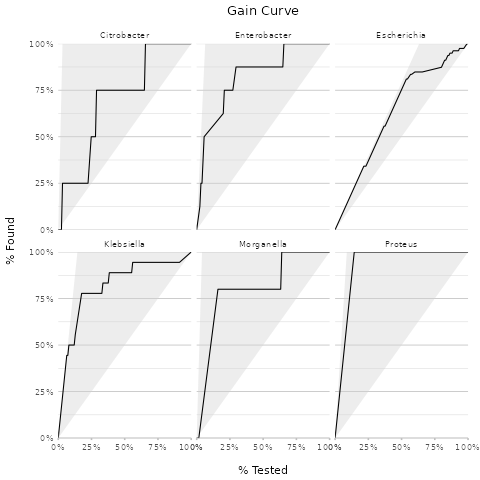 Gain Curve
Citrobacter
Enterobacter
Escherichia
100%
75%
50%
25%
0%
Klebsiella
Morganella
Proteus
100%
75%
50%
25%
0%
0% 25% 50% 75% 100% 0% 25% 50% 75% 100% 0% 25% 50% 75% 100%
% Found
% Tested